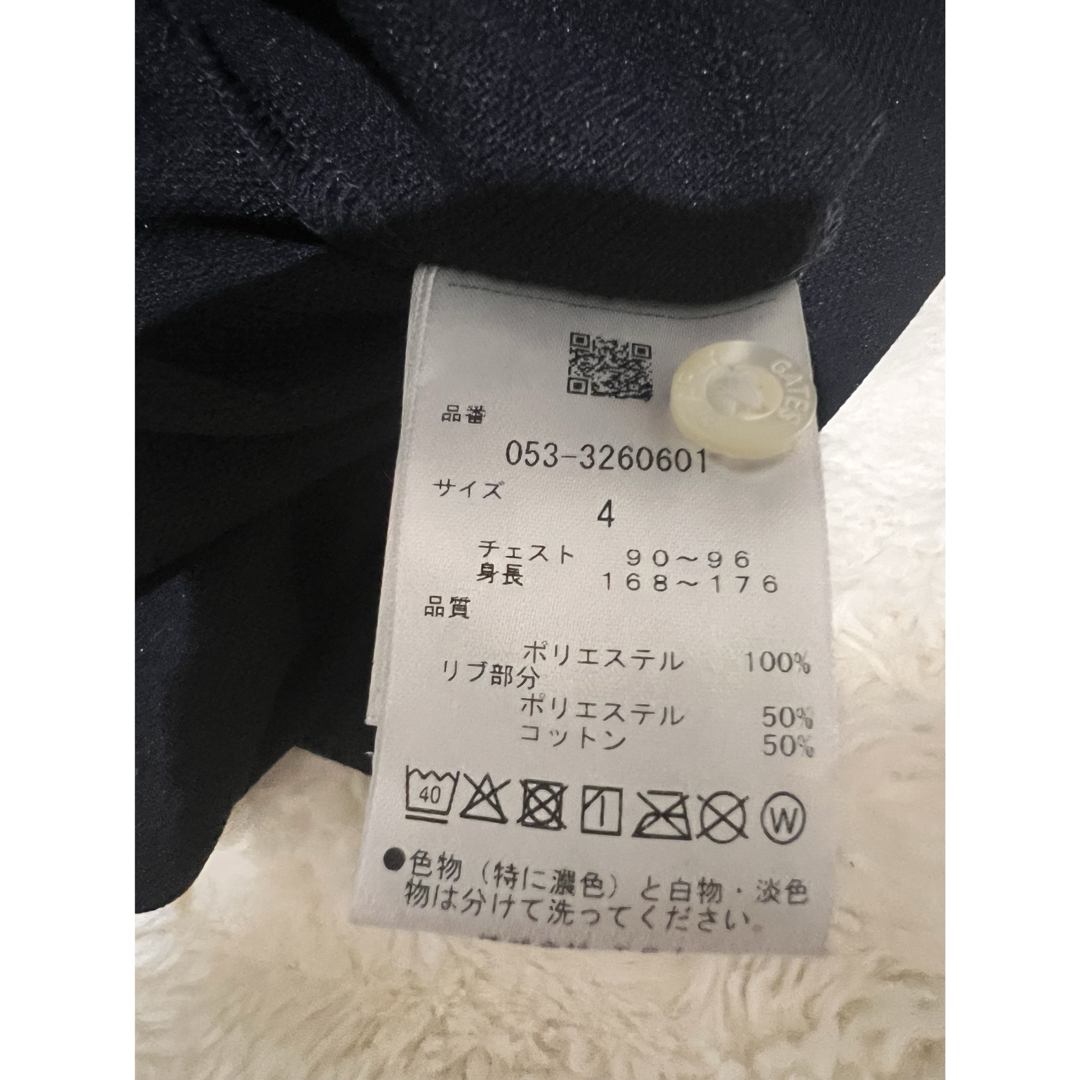 GATES
品番
053-3260601
サイズ
4
チェスト 90～96
身長 168～176
品質
ポリエステル 100%
リブ部分
ポリエステル 50%
コットン 50%
40
W
●色物（特に濃色）と白物・淡色
物は分けて洗ってください。